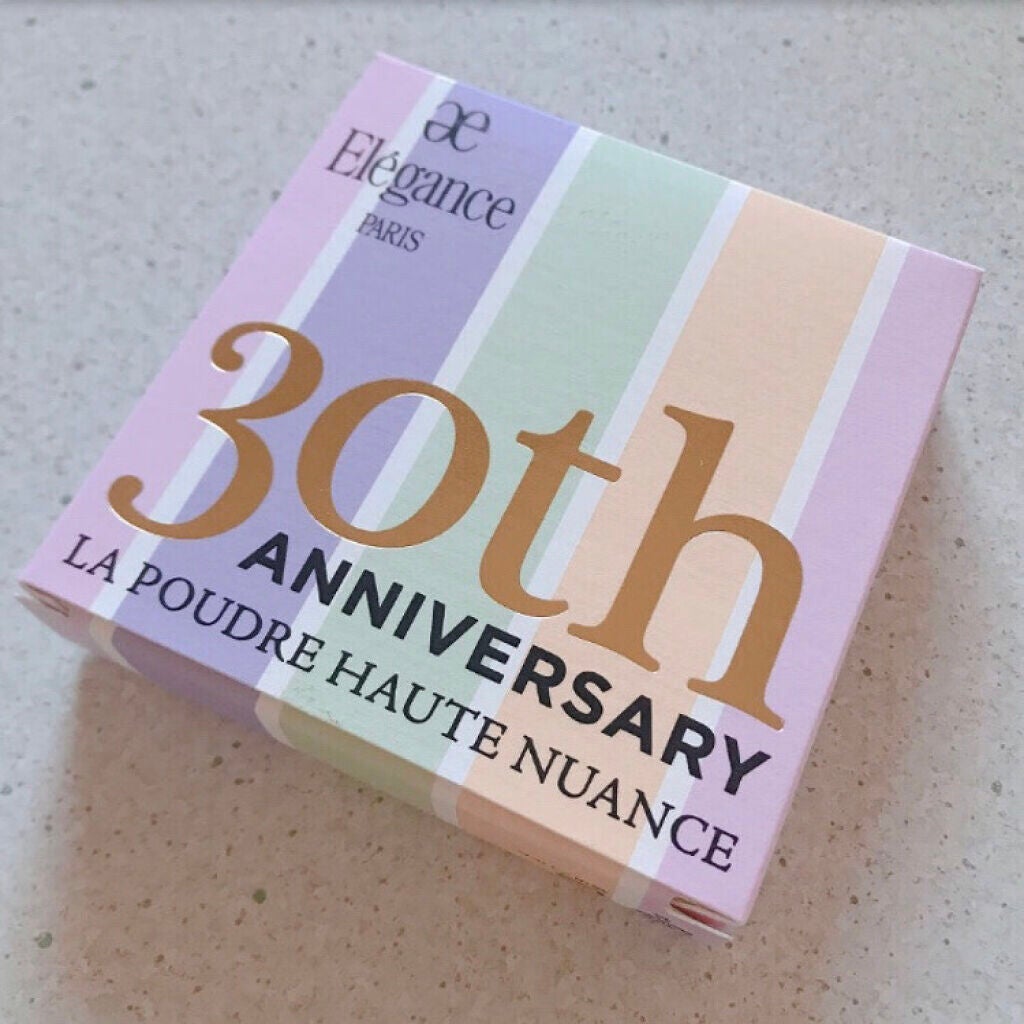 æ
Elégance
PARIS
30th
ANNIVERSARY
LA POUDRE HAUTE NUANCE